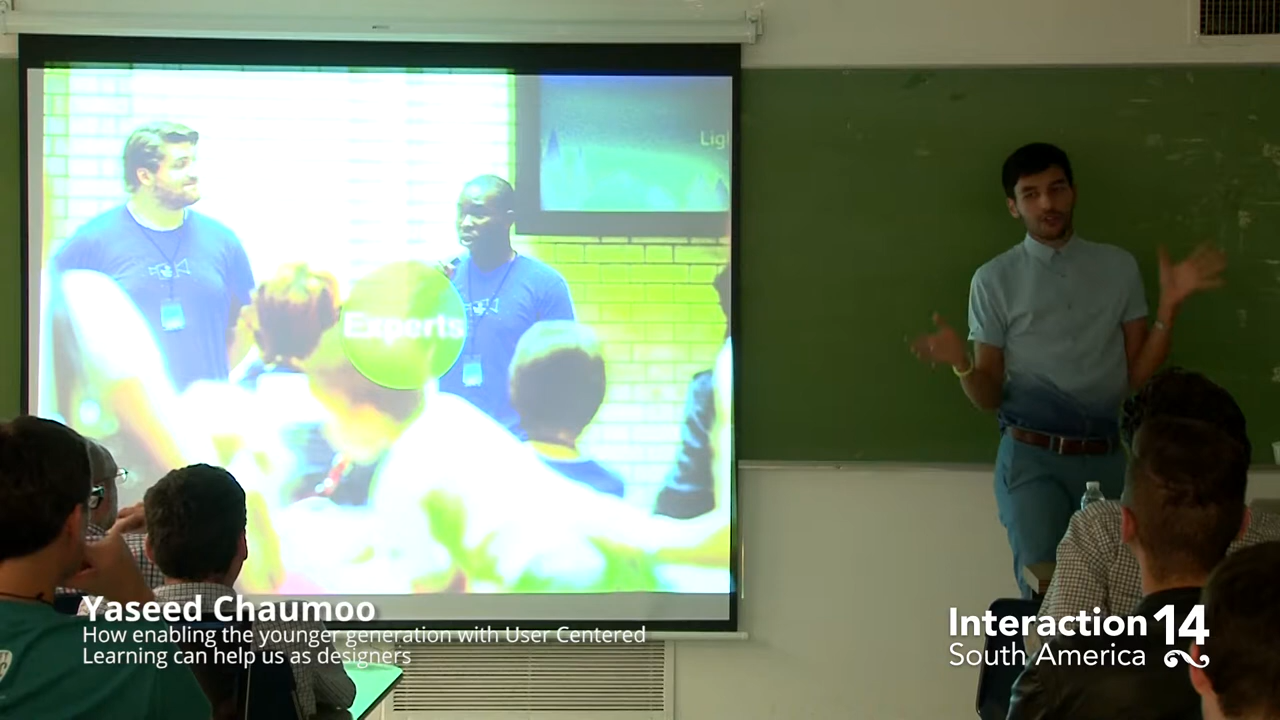 Ligh
Experts
Yaseed Chaumoo
How enabling the younger generation with User Centered
Learning can help us as designers
Interaction 14
South America